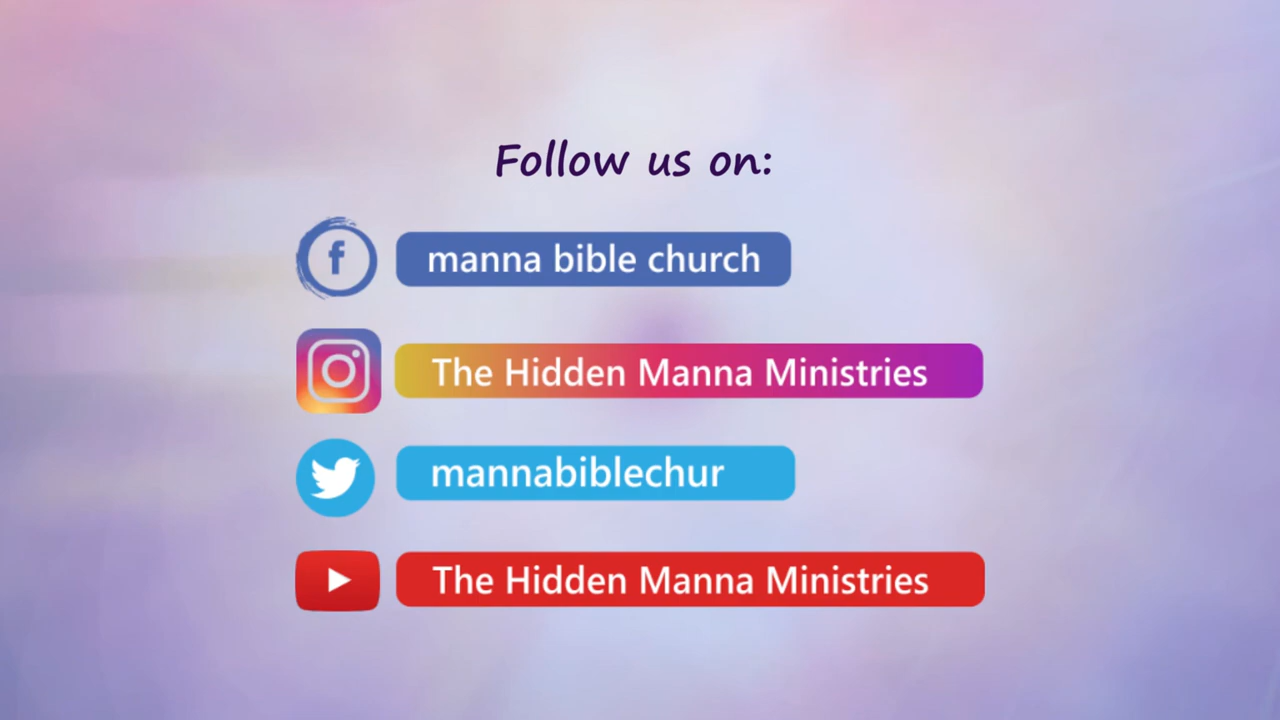 Follow us on:
f
manna bible church
The Hidden Manna Ministries
mannabiblechur
The Hidden Manna Ministries